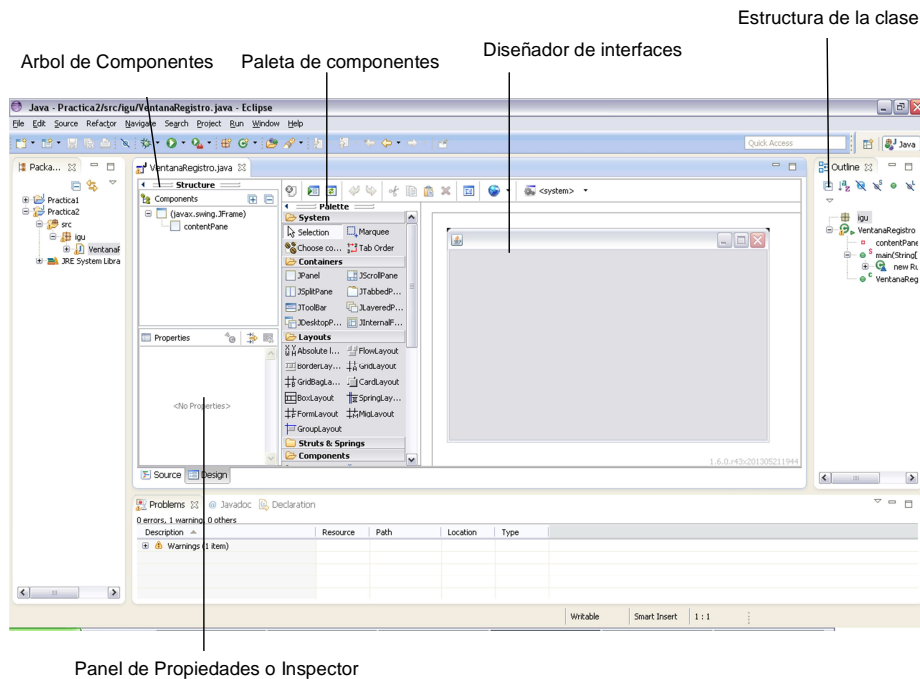 Estructura de la clase
Arbol de Componentes
Paleta de componentes
Diseñador de interfaces
Java - Practica2/src/igu/VentanaRegistro.java - Eclipse
File Edit Source Refactor Navigate Search Project Run Window Help
Quick Access
Java
Packa...
VentanaRegistro.java
Outline
Structure
<system>
Components
Palette
(javax.swing.JFrame)
contentPane
System
Selection
Marquee
Choose co...
Tab Order
Containers
JPanel
JScrollPane
JSplitPane
JTabbedP...
JToolBar
JLayeredP...
JDesktopP...
JInternalF...
Practica1
Practica2
src
igu
VentanaF
JRE System Libra
igu
VentanaRegistro
contentPane
main(String[
new Ru
VentanaReg
Properties
<No Properties>
Layouts
Absolute l...
FlowLayout
BorderLay...
GridLayout
GridBagLa...
CardLayout
BoxLayout
SpringLay...
FormLayout
MigLayout
GroupLayout
Struts & Springs
Components
1.6.0.r43x201305211944
Source
Design
Problems
Javadoc
Declaration
0 errors, 1 warning, 0 others
Description
Resource
Path
Location
Type
Warnings (1 item)
Writable
Smart Insert
1 : 1
Panel de Propiedades o Inspector